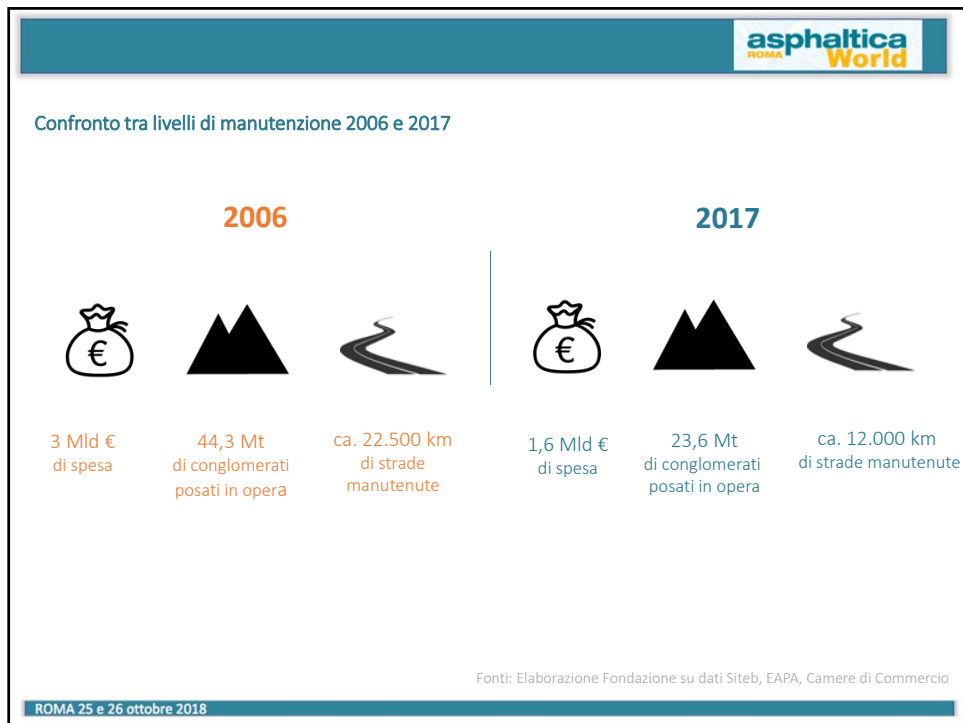 asphaltica
ROMA World
Confronto tra livelli di manutenzione 2006 e 2017
2006
2017
€
€
3 Mld €
di spesa
44,3 Mt
di conglomerati
posati in opera
ca. 22.500 km
di strade
manutenute
1,6 Mld €
di spesa
23,6 Mt
di conglomerati
posati in opera
ca. 12.000 km
di strade manutenute
Fonti: Elaborazione Fondazione su dati Siteb, EAPA, Camere di Commercio
ROMA 25 e 26 ottobre 2018